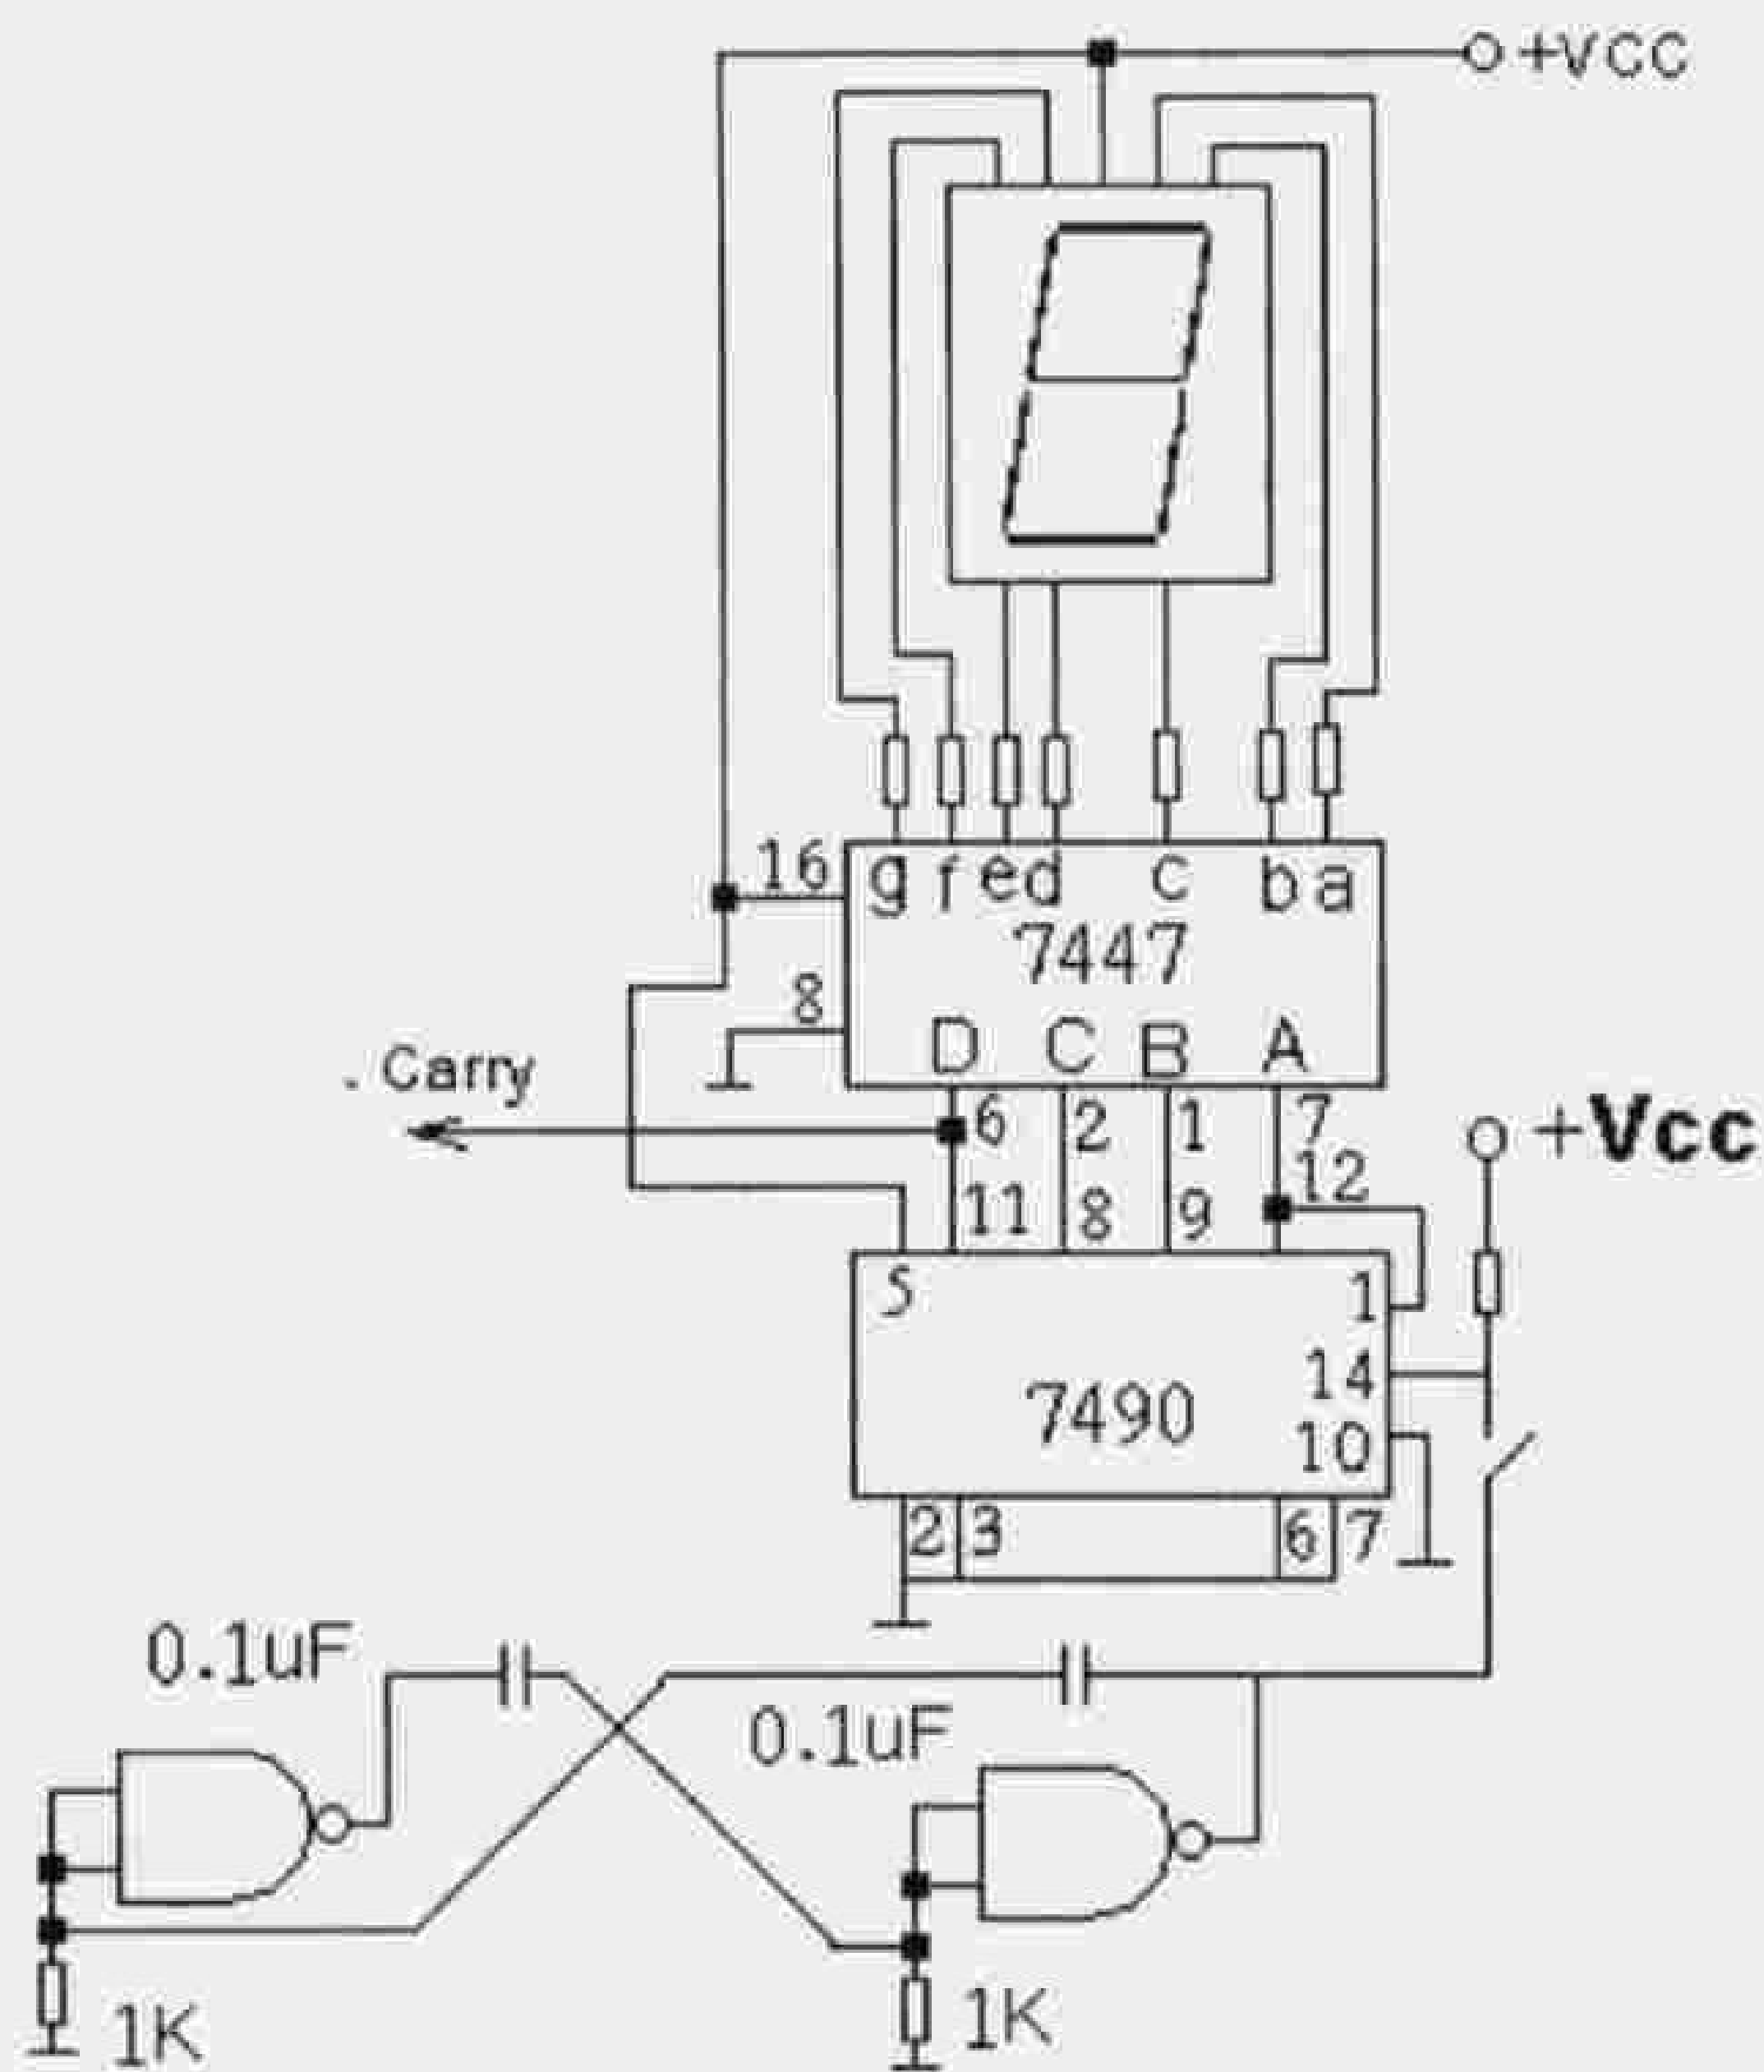 +VCC
16 g f e d c b a
7447
8
D C B A
. Carry
6 2 1 7
+Vcc
12
11 8 9
5 1
14
7490
10
2 3 6 7
0.1uF
0.1uF
1K
1K